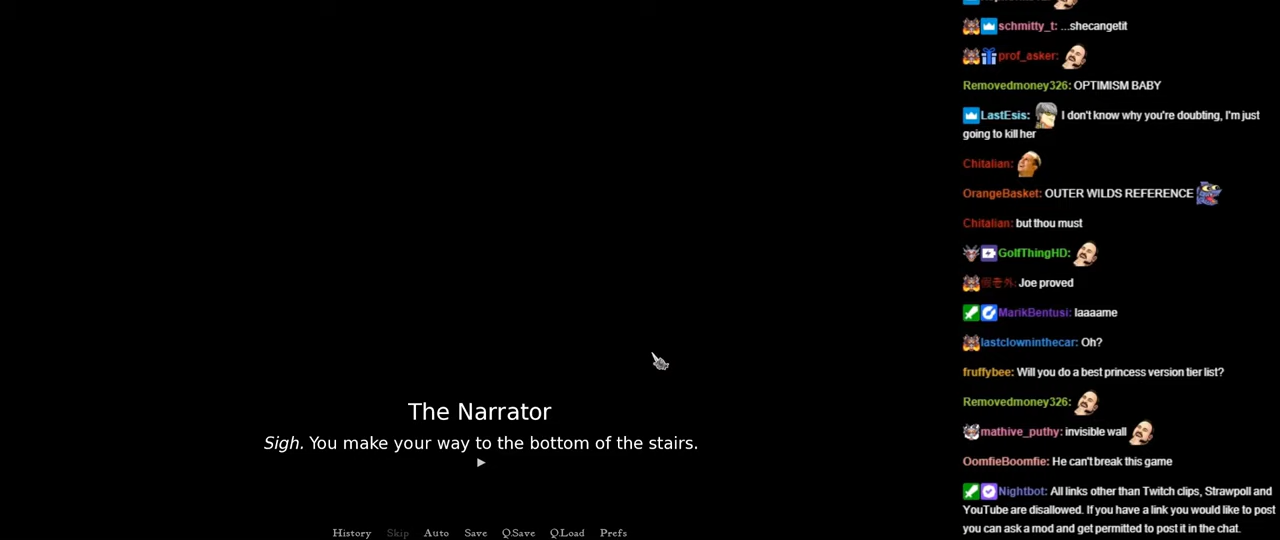 schmitty_t: ...shecangetit
prof_asker:
Removedmoney326: OPTIMISM BABY
LastEsis: I don't know why you're doubting, I'm just
going to kill her
Chitalian:
OrangeBasket: OUTER WILDS REFERENCE
Chitalian: but thou must
GolfThingHD:
Joe proved
MarikBentusi: laaaame
lastclowninthecar: Oh?
fruffybee: Will you do a best princess version tier list?
Removedmoney326:
mathive_puthy: invisible wall
OomfieBoomfie: He can't break this game
Nightbot: All links other than Twitch clips, Strawpoll and
YouTube are disallowed. If you have a link you would like to post
you can ask a mod and get permitted to post it in the chat.
The Narrator
Sigh. You make your way to the bottom of the stairs.
History Skip Auto Save Q.Save Q.Load Prefs